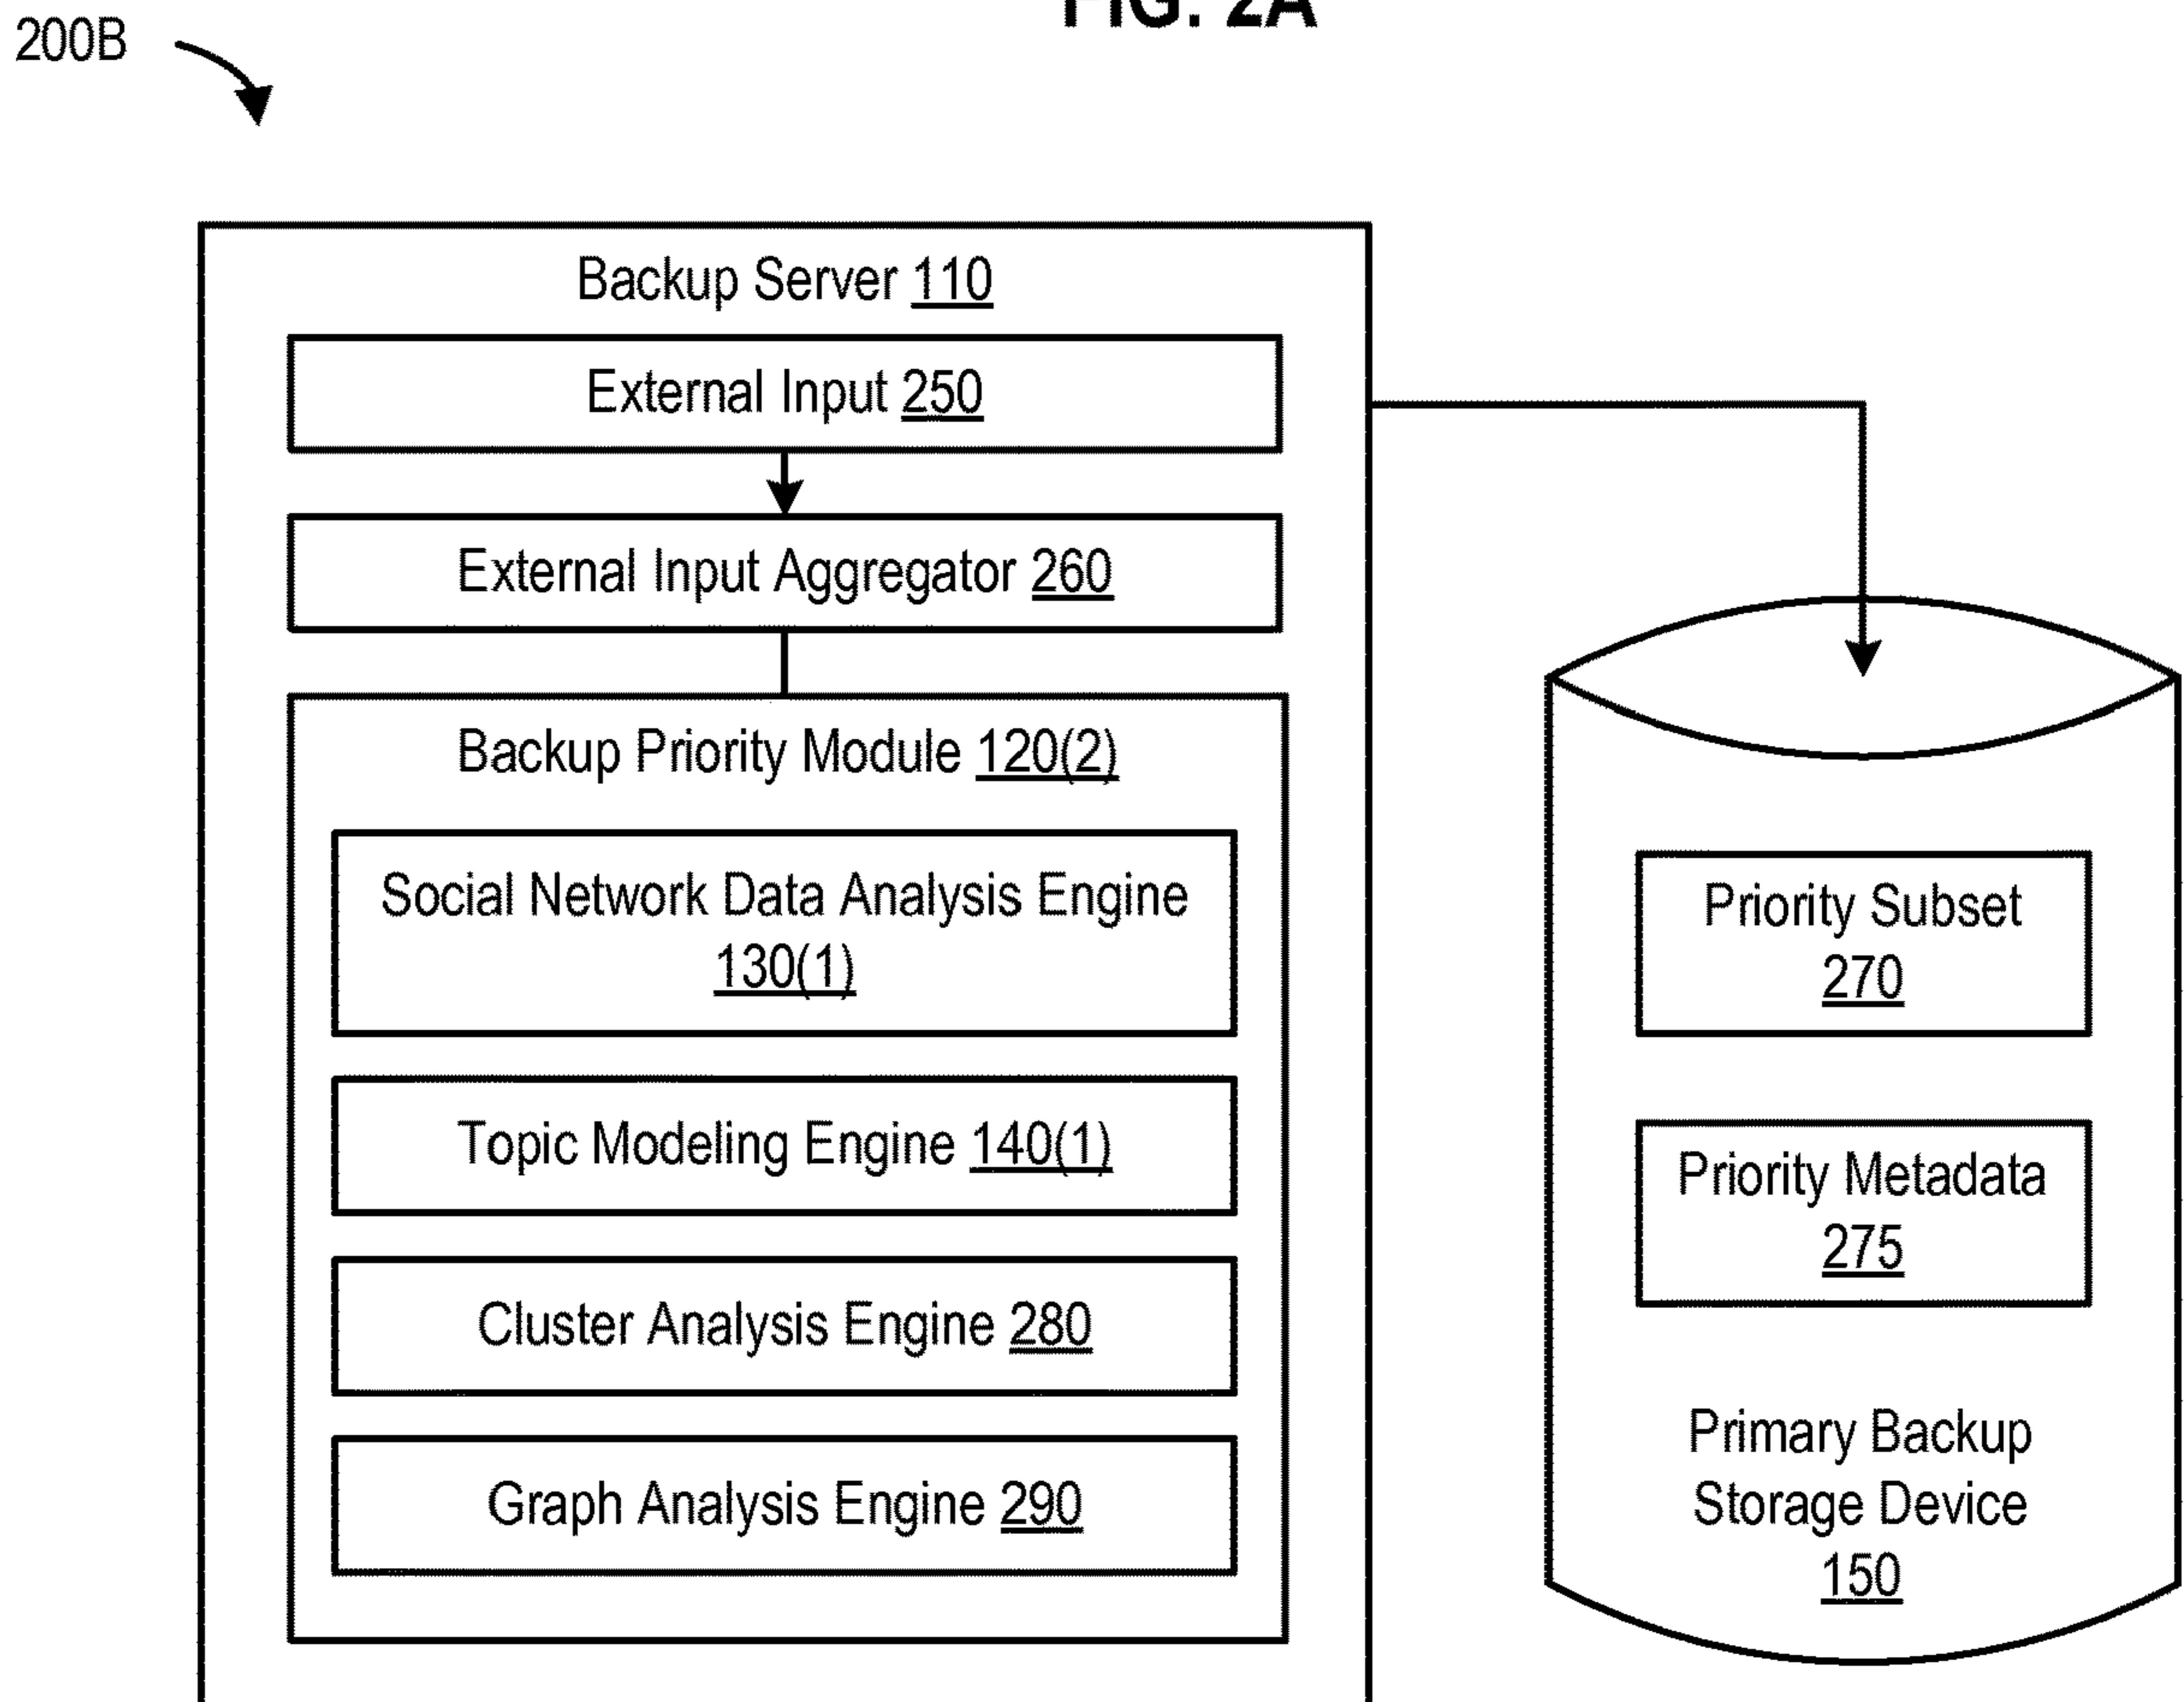 FIG. 2A
200B
Backup Server 110
External Input 250
External Input Aggregator 260
Backup Priority Module 120(2)
Social Network Data Analysis Engine
130(1)
Topic Modeling Engine 140(1)
Cluster Analysis Engine 280
Graph Analysis Engine 290
Priority Subset
270
Priority Metadata
275
Primary Backup
Storage Device
150